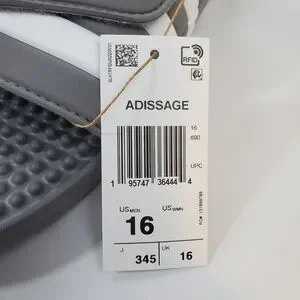 RFID
ADISSAGE
16
690
UPC
1 95747 36444 4
US MEN
US WMN
16
J
UK
345
16